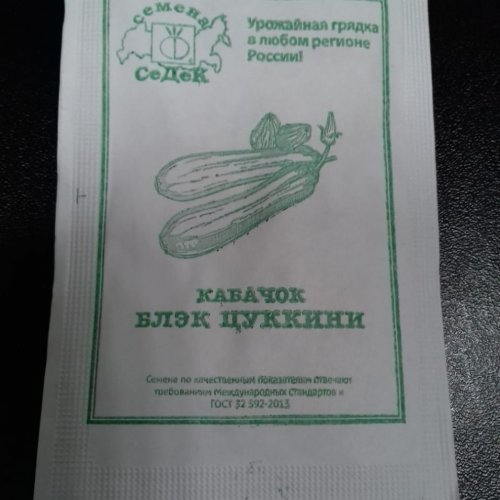 семена
СеДеК
Урожайная грядка
в любом регионе
России!
КАБАЧОК
БЛЭК ЦУККИНИ
Семена по качественным показателям отвечают
требованиям Международных Стандартов и
ГОСТ 32 592-2013